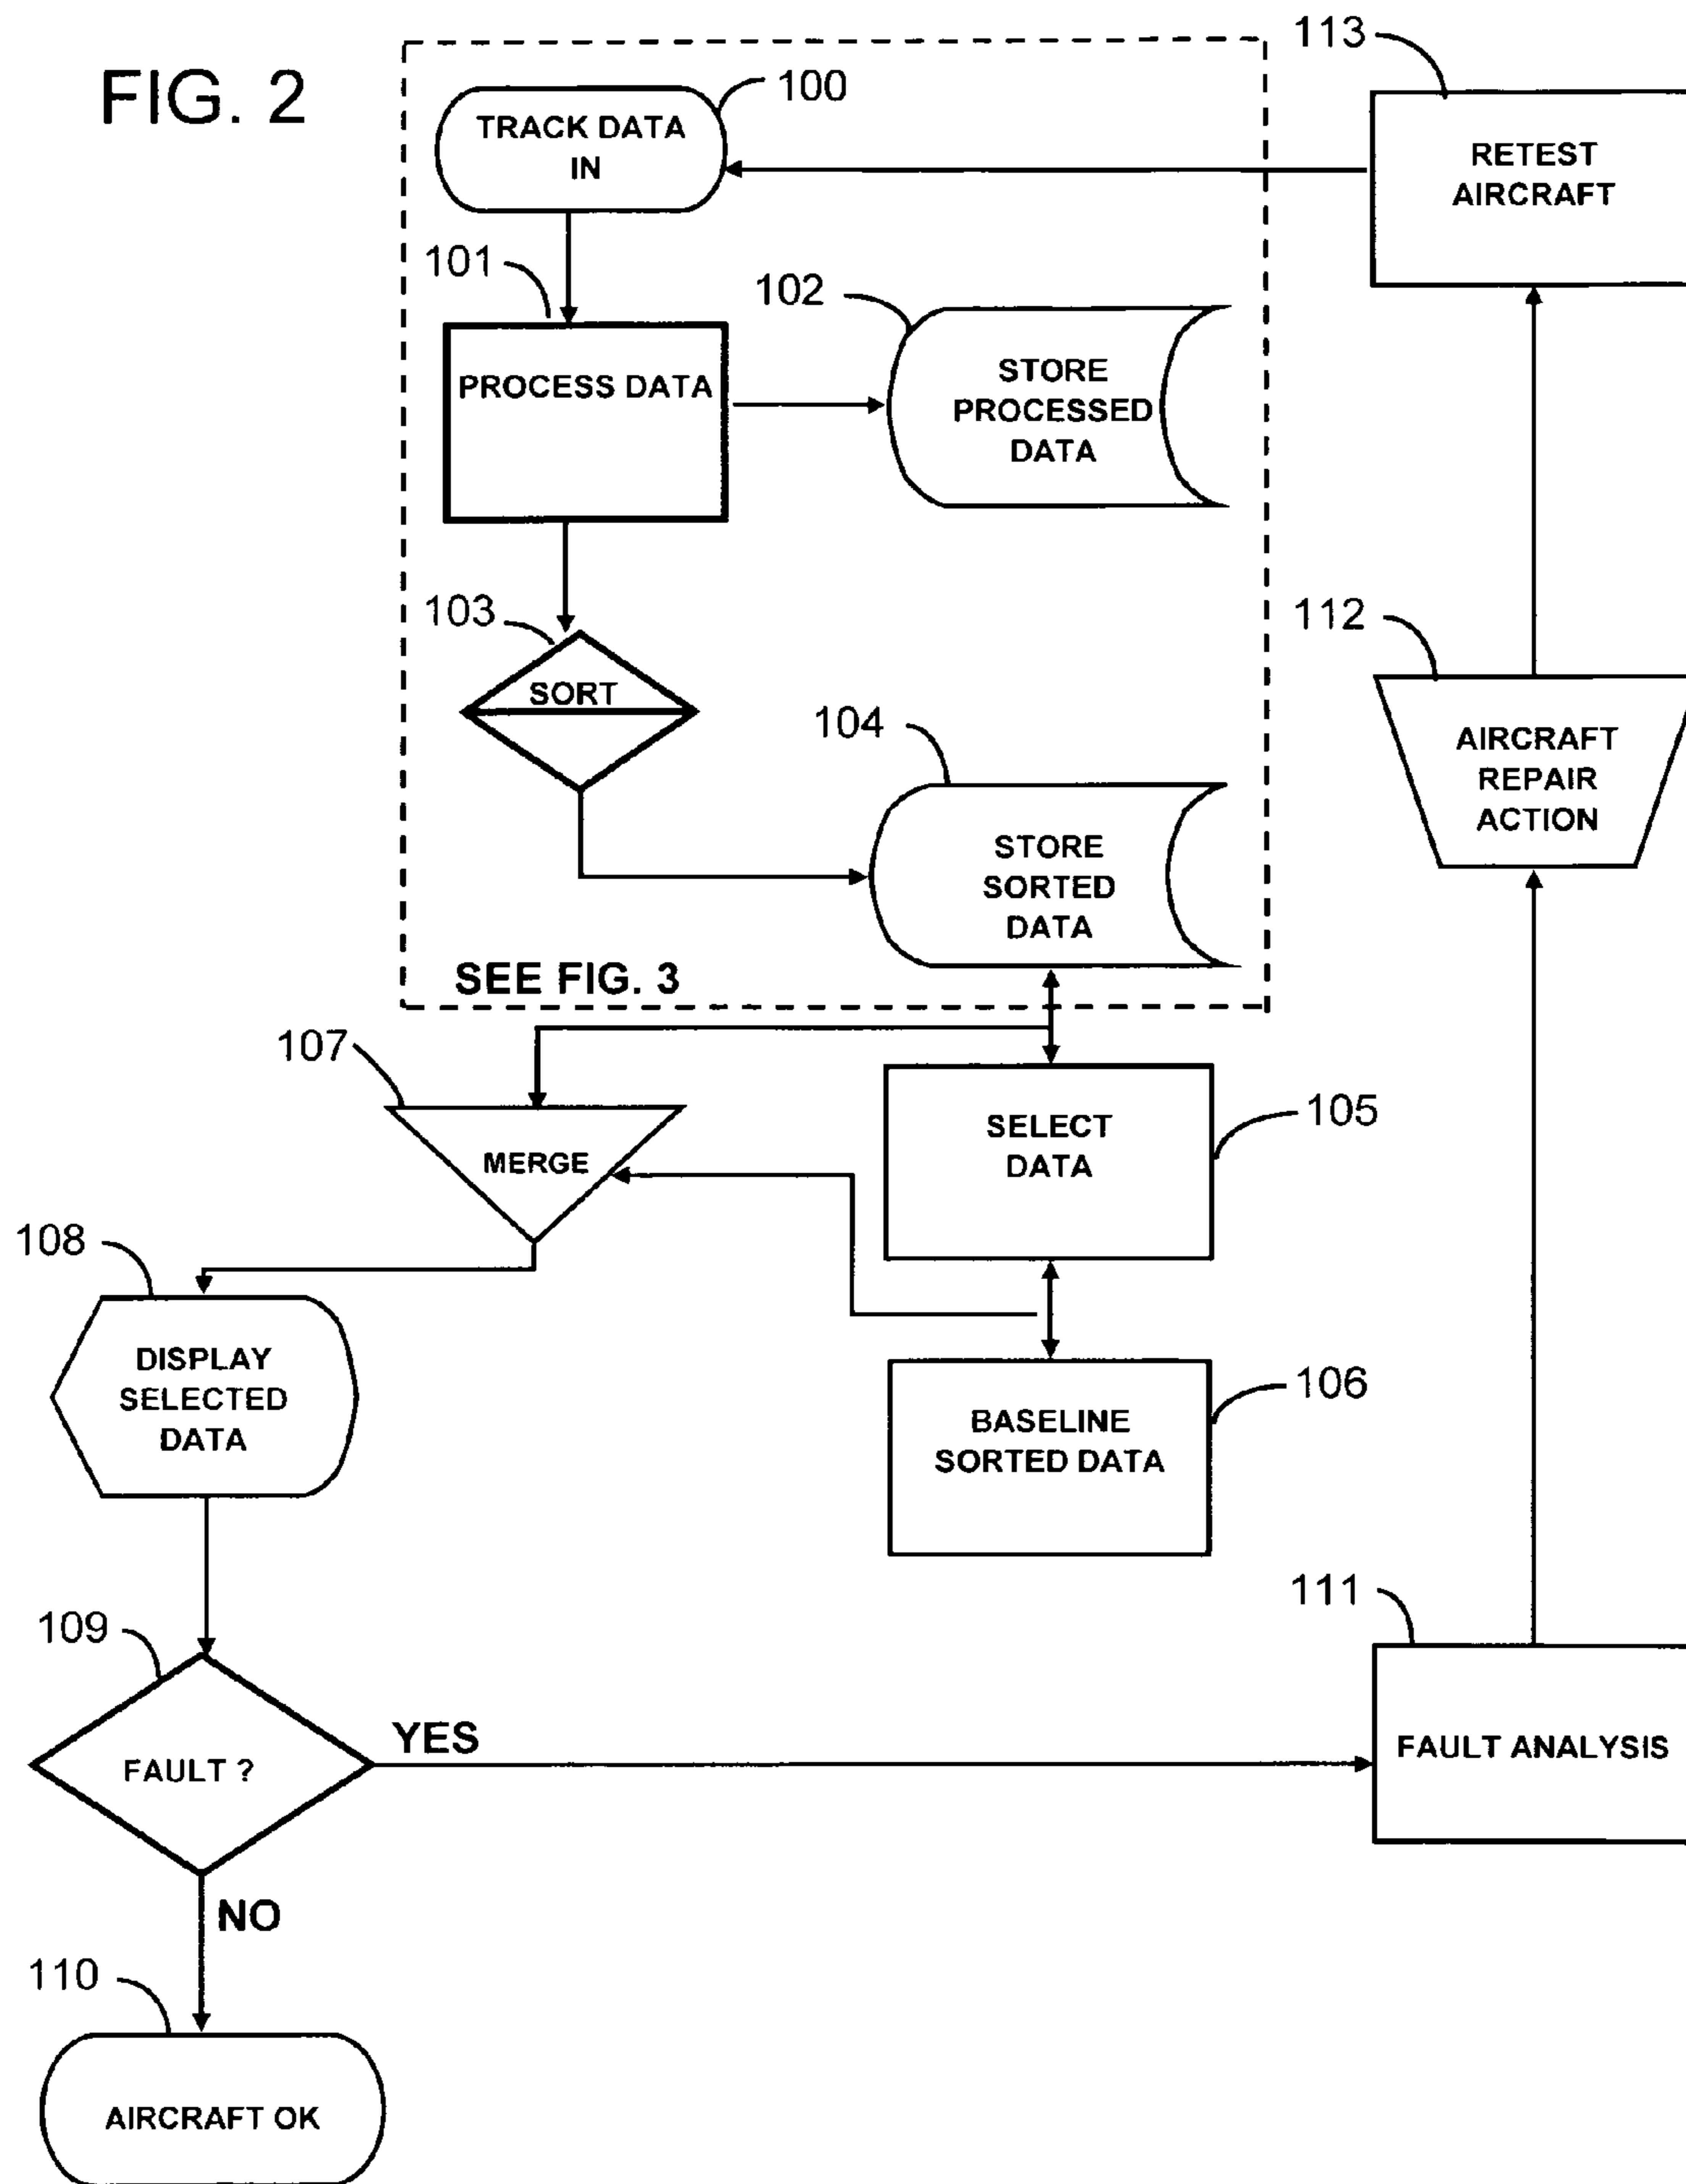 FIG. 2
100
TRACK DATA
IN
113
RETEST
AIRCRAFT
101
PROCESS DATA
102
STORE
PROCESSED
DATA
103
SORT
104
STORE
SORTED
DATA
112
AIRCRAFT
REPAIR
ACTION
SEE FIG. 3
107
MERGE
105
SELECT
DATA
108
DISPLAY
SELECTED
DATA
106
BASELINE
SORTED DATA
109
FAULT ?
YES
111
FAULT ANALYSIS
NO
110
AIRCRAFT OK